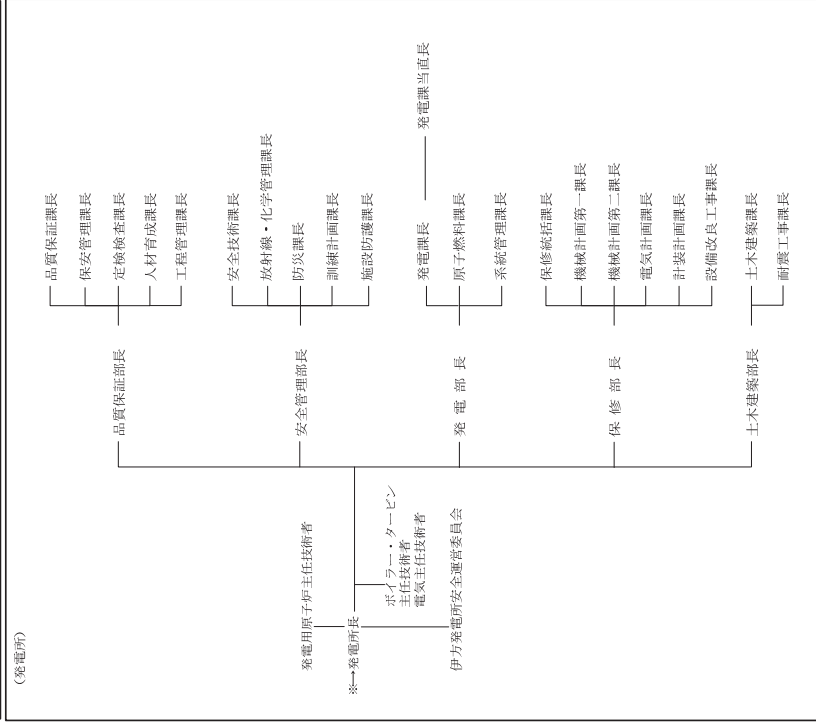 (発電所)
発電用原子炉主任技術者
※→発電所長
ボイラー・タービン
主任技術者
電気主任技術者
伊方発電所安全運営委員会
品質保証部長
品質保証課長
保安管理課長
定検検査課長
人材育成課長
工程管理課長
安全管理部長
安全技術課長
放射線・化学管理課長
防災課長
訓練計画課長
施設防護課長
発電部長
発電課長
発電課当直長
原子燃料課長
系統管理課長
保修部長
保修統括課長
機械計画第一課長
機械計画第二課長
電気計画課長
計装計画課長
設備改良工事課長
土木建築部長
土木建築課長
耐震工事課長